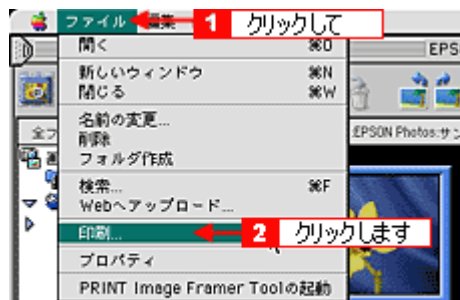 ファイル 編集 1 クリックして
開く ⌘O
EPS
新しいウィンドウ ⌘N
閉じる ⌘W
名前の変更...
全フ
EPSON Photos:サン
削除
フォルダ作成
検索... ⌘F
Webへアップロード...
印刷... 2 クリックします
プロパティ
PRINT Image Framer Toolの起動